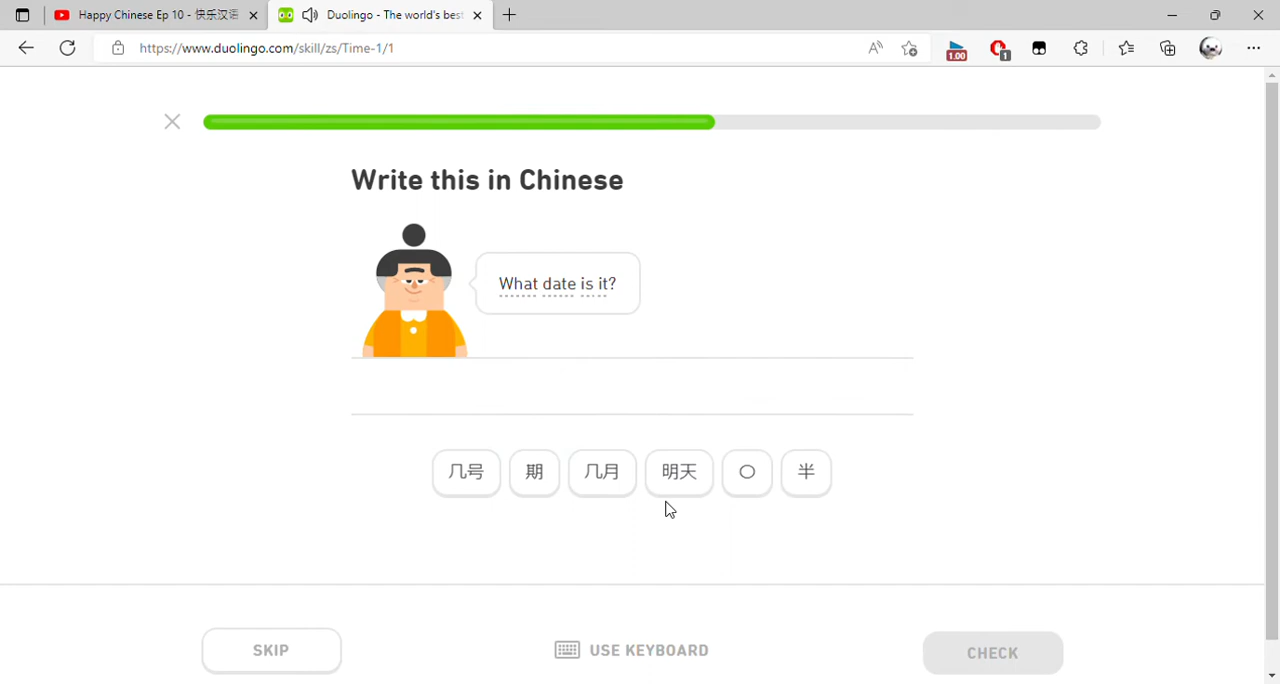 Happy Chinese Ep 10 - 快乐汉语
Duolingo - The world's best
https://www.duolingo.com/skill/zs/Time-1/1
1.00
1
Write this in Chinese
What date is it?
几号 期 几月 明天 〇 半
SKIP USE KEYBOARD CHECK